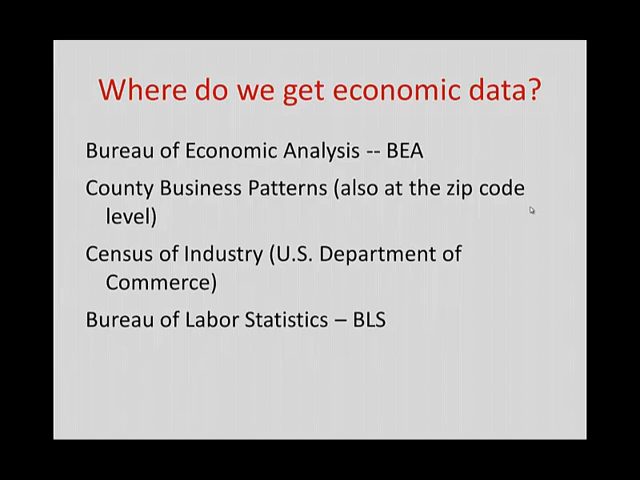 Where do we get economic data?
Bureau of Economic Analysis -- BEA
County Business Patterns (also at the zip code
level)
Census of Industry (U.S. Department of
Commerce)
Bureau of Labor Statistics – BLS